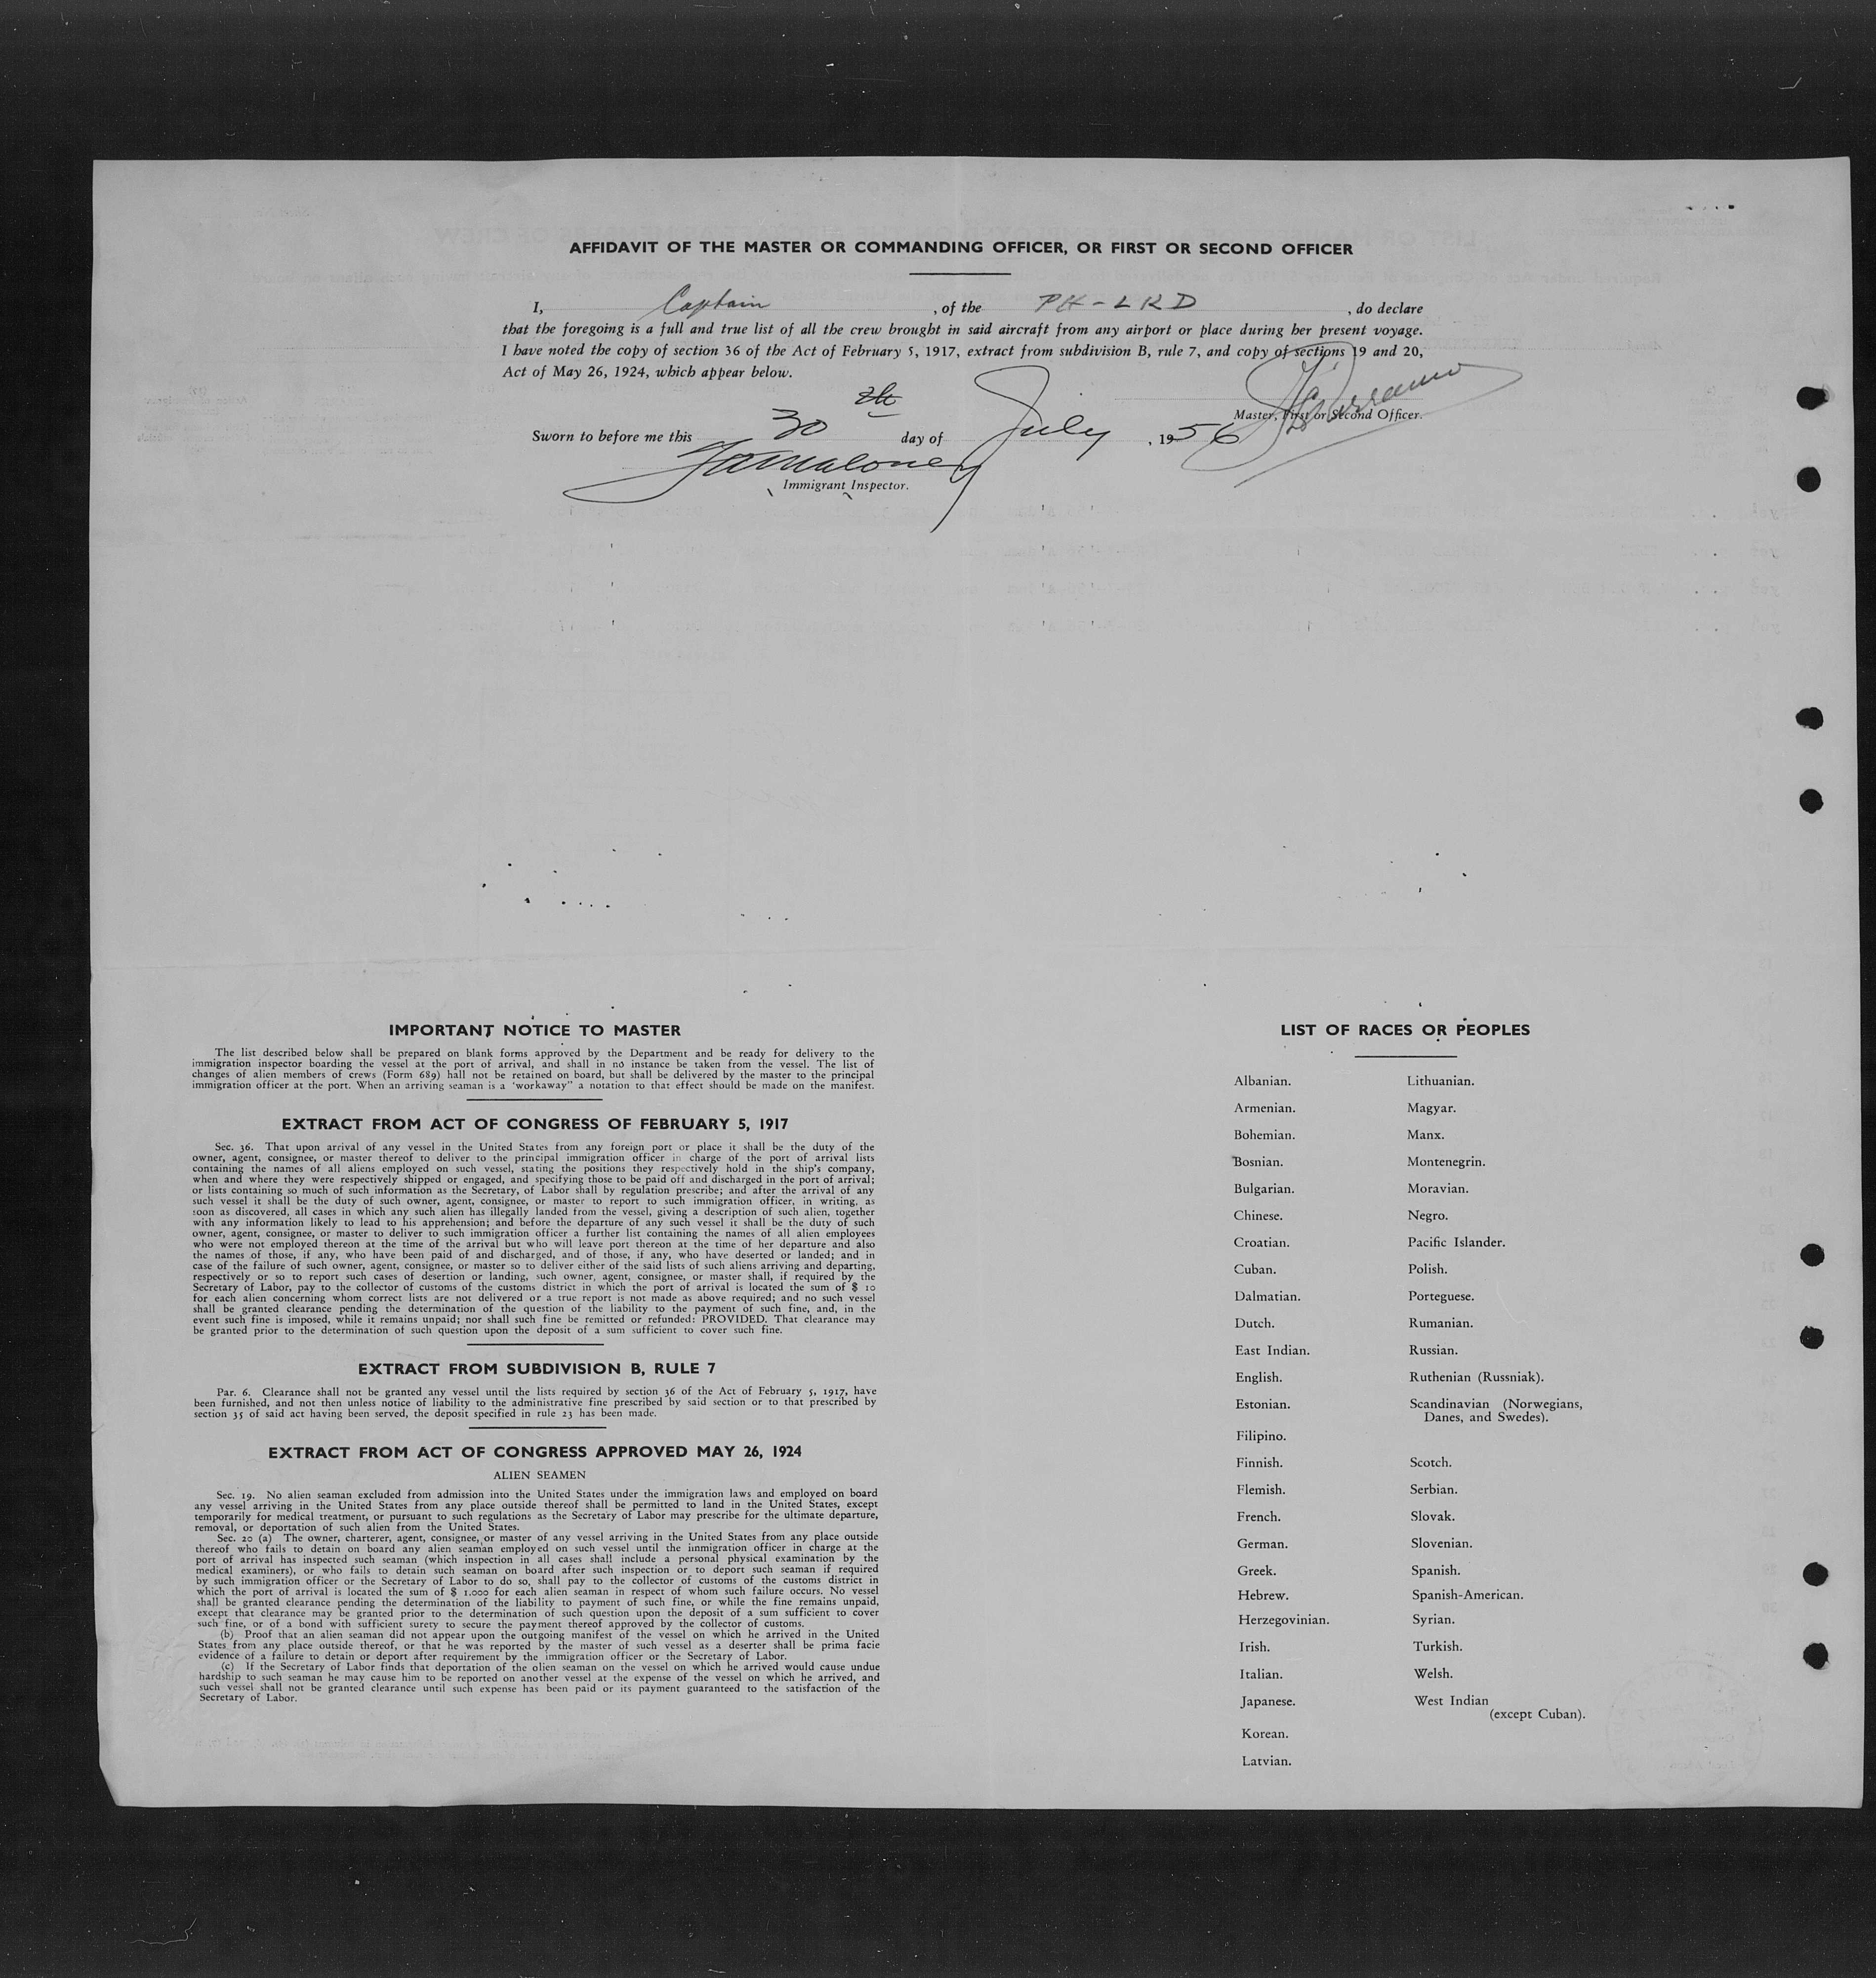 AFFIDAVIT OF THE MASTER OR COMMANDING OFFICER, OR FIRST OR SECOND OFFICER
I, Captain , of the PH-LKD , do declare
that the foregoing is a full and true list of all the crew brought in said aircraft from any airport or place during her present voyage.
I have noted the copy of section 36 of the Act of February 5, 1917, extract from subdivision B, rule 7, and copy of sections 19 and 20,
Act of May 26, 1924, which appear below.
Master, First or Second Officer.
Sworn to before me this 30 th day of July , 1956
Immigrant Inspector.
IMPORTANT NOTICE TO MASTER
The list described below shall be prepared on blank forms approved by the Department and be ready for delivery to the
immigration inspector boarding the vessel at the port of arrival, and shall in no instance be taken from the vessel. The list of
changes of alien members of crews (Form 689) hall not be retained on board, but shall be delivered by the master to the principal
immigration officer at the port. When an arriving seaman is a 'workaway" a notation to that effect should be made on the manifest.
EXTRACT FROM ACT OF CONGRESS OF FEBRUARY 5, 1917
Sec. 36. That upon arrival of any vessel in the United States from any foreign port or place it shall be the duty of the
owner, agent, consignee, or master thereof to deliver to the principal immigration officer in charge of the port of arrival lists
containing the names of all aliens employed on such vessel, stating the positions they respectively hold in the ship's company,
when and where they were respectively shipped or engaged, and specifying those to be paid off and discharged in the port of arrival;
or lists containing so much of such information as the Secretary, of Labor shall by regulation prescribe; and after the arrival of any
such vessel it shall be the duty of such owner, agent, consignee, or master to report to such immigration officer, in writing, as
soon as discovered, all cases in which any such alien has illegally landed from the vessel, giving a description of such alien, together
with any information likely to lead to his apprehension; and before the departure of any such vessel it shall be the duty of such
owner, agent, consignee, or master to deliver to such immigration officer a further list containing the names of all alien employees
who were not employed thereon at the time of the arrival but who will leave port thereon at the time of her departure and also
the names of those, if any, who have been paid of and discharged, and of those, if any, who have deserted or landed; and in
case of the failure of such owner, agent, consignee, or master so to deliver either of the said lists of such aliens arriving and departing,
respectively or so to report such cases of desertion or landing, such owner, agent, consignee, or master shall, if required by the
Secretary of Labor, pay to the collector of customs of the customs district in which the port of arrival is located the sum of $ 10
for each alien concerning whom correct lists are not delivered or a true report is not made as above required; and no such vessel
shall be granted clearance pending the determination of the question of the liability to the payment of such fine, and, in the
event such fine is imposed, while it remains unpaid; nor shall such fine be remitted or refunded: PROVIDED. That clearance may
be granted prior to the determination of such question upon the deposit of a sum sufficient to cover such fine.
EXTRACT FROM SUBDIVISION B, RULE 7
Par. 6. Clearance shall not be granted any vessel until the lists required by section 36 of the Act of February 5, 1917, have
been furnished, and not then unless notice of liability to the administrative fine prescribed by said section or to that prescribed by
section 35 of said act having been served, the deposit specified in rule 23 has been made.
EXTRACT FROM ACT OF CONGRESS APPROVED MAY 26, 1924
ALIEN SEAMEN
Sec. 19. No alien seaman excluded from admission into the United States under the immigration laws and employed on board
any vessel arriving in the United States from any place outside thereof shall be permitted to land in the United States, except
temporarily for medical treatment, or pursuant to such regulations as the Secretary of Labor may prescribe for the ultimate departure,
removal, or deportation of such alien from the United States.
Sec. 20 (a) The owner, charterer, agent, consignee, or master of any vessel arriving in the United States from any place outside
thereof who fails to detain on board any alien seaman employed on such vessel until the immigration officer in charge at the
port of arrival has inspected such seaman (which inspection in all cases shall include a personal physical examination by the
medical examiners), or who fails to detain such seaman on board after such inspection or to deport such seaman if required
by such immigration officer or the Secretary of Labor to do so, shall pay to the collector of customs of the customs district in
which the port of arrival is located the sum of $ 1.000 for each alien seaman in respect of whom such failure occurs. No vessel
shall be granted clearance pending the determination of the liability to payment of such fine, or while the fine remains unpaid,
except that clearance may be granted prior to the determination of such question upon the deposit of a sum sufficient to cover
such fine, or of a bond with sufficient surety to secure the payment thereof approved by the collector of customs.
(b) Proof that an alien seaman did not appear upon the outgoing manifest of the vessel on which he arrived in the United
States from any place outside thereof, or that he was reported by the master of such vessel as a deserter shall be prima facie
evidence of a failure to detain or deport after requirement by the immigration officer or the Secretary of Labor.
(c) If the Secretary of Labor finds that deportation of the olien seaman on the vessel on which he arrived would cause undue
hardship to such seaman he may cause him to be reported on another vessel at the expense of the vessel on which he arrived, and
such vessel shall not be granted clearance until such expense has been paid or its payment guaranteed to the satisfaction of the
Secretary of Labor.
LIST OF RACES OR PEOPLES
Albanian.
Armenian.
Bohemian.
Bosnian.
Bulgarian.
Chinese.
Croatian.
Cuban.
Dalmatian.
Dutch.
East Indian.
English.
Estonian.
Filipino.
Finnish.
Flemish.
French.
German.
Greek.
Hebrew.
Herzegovinian.
Irish.
Italian.
Japanese.
Korean.
Latvian.
Lithuanian.
Magyar.
Manx.
Montenegrin.
Moravian.
Negro.
Pacific Islander.
Polish.
Porteguese.
Rumanian.
Russian.
Ruthenian (Russniak).
Scandinavian (Norwegians,
Danes, and Swedes).
Scotch.
Serbian.
Slovak.
Slovenian.
Spanish.
Spanish-American.
Syrian.
Turkish.
Welsh.
West Indian
(except Cuban).